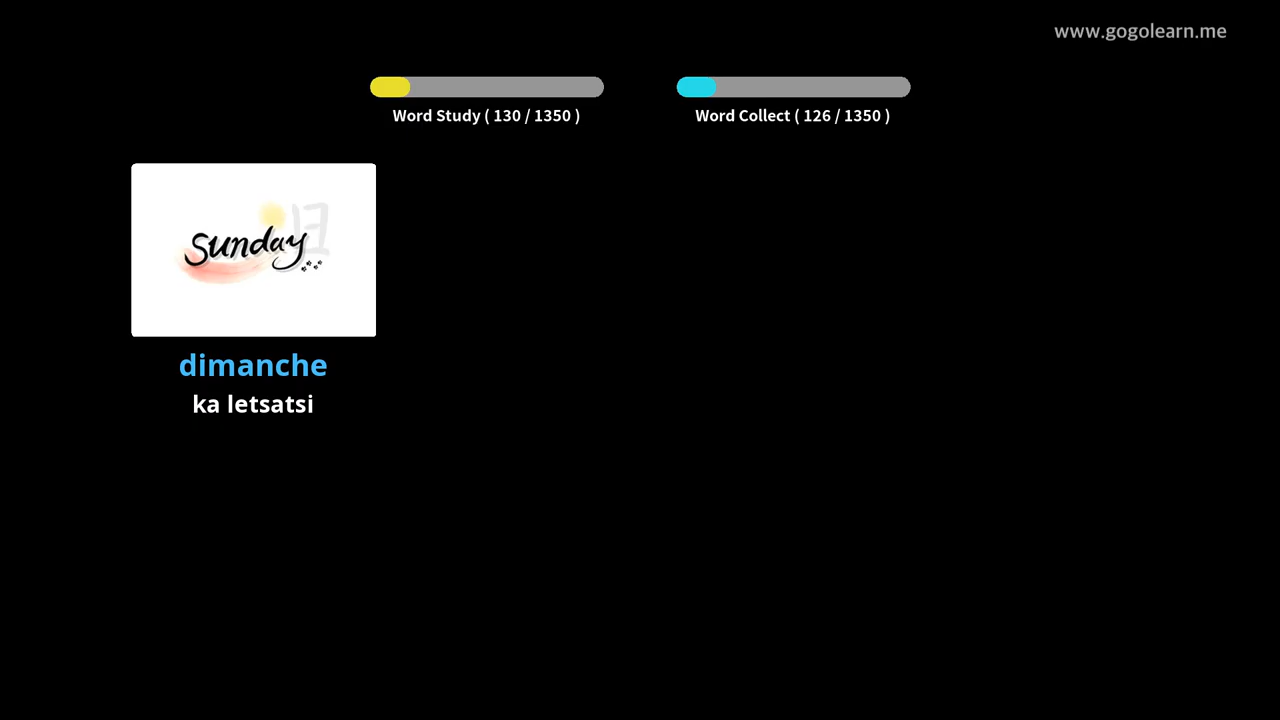 www.gogolearn.me
Word Study ( 130 / 1350 )
Word Collect ( 126 / 1350 )
Sunday
dimanche
ka letsatsi